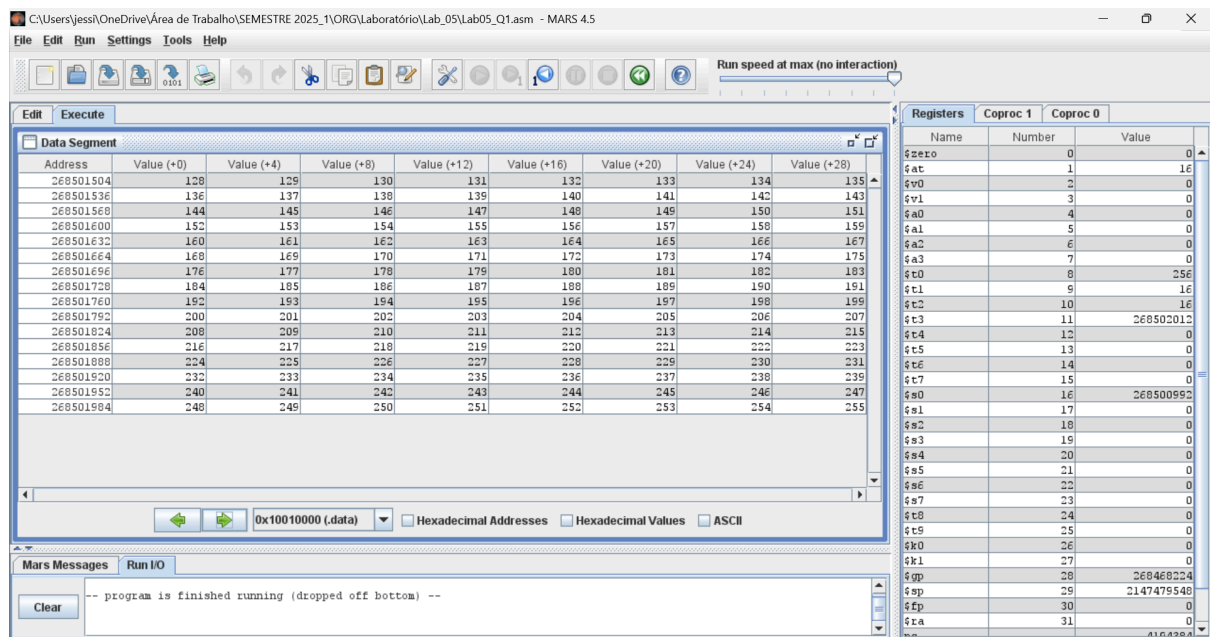 C:\Users\jessi\OneDrive\Área de Trabalho\SEMESTRE 2025_1\ORG\Laboratório\Lab_05\Lab05_Q1.asm - MARS 4.5
File Edit Run Settings Tools Help
Run speed at max (no interaction)
Edit Execute
Data Segment
Address Value (+0) Value (+4) Value (+8) Value (+12) Value (+16) Value (+20) Value (+24) Value (+28)
268501504 128 129 130 131 132 133 134 135
268501536 136 137 138 139 140 141 142 143
268501568 144 145 146 147 148 149 150 151
268501600 152 153 154 155 156 157 158 159
268501632 160 161 162 163 164 165 166 167
268501664 168 169 170 171 172 173 174 175
268501696 176 177 178 179 180 181 182 183
268501728 184 185 186 187 188 189 190 191
268501760 192 193 194 195 196 197 198 199
268501792 200 201 202 203 204 205 206 207
268501824 208 209 210 211 212 213 214 215
268501856 216 217 218 219 220 221 222 223
268501888 224 225 226 227 228 229 230 231
268501920 232 233 234 235 236 237 238 239
268501952 240 241 242 243 244 245 246 247
268501984 248 249 250 251 252 253 254 255
0x10010000 (.data) Hexadecimal Addresses Hexadecimal Values ASCII
Mars Messages Run I/O
Clear
-- program is finished running (dropped off bottom) --
Registers Coproc 1 Coproc 0
Name Number Value
$zero 0 0
$at 1 16
$v0 2 0
$v1 3 0
$a0 4 0
$a1 5 0
$a2 6 0
$a3 7 0
$t0 8 256
$t1 9 16
$t2 10 16
$t3 11 268502012
$t4 12 0
$t5 13 0
$t6 14 0
$t7 15 0
$s0 16 268500992
$s1 17 0
$s2 18 0
$s3 19 0
$s4 20 0
$s5 21 0
$s6 22 0
$s7 23 0
$t8 24 0
$t9 25 0
$k0 26 0
$k1 27 0
$gp 28 268468224
$sp 29 2147479548
$fp 30 0
$ra 31 0
pc 4194384